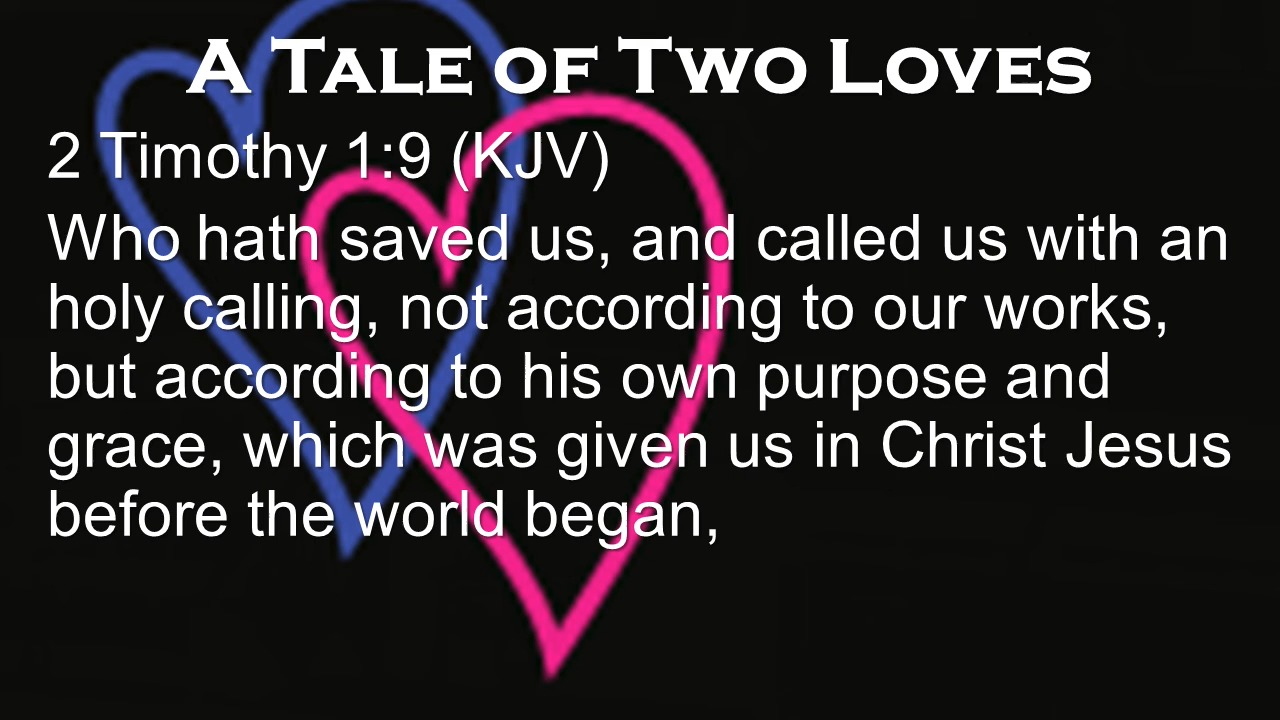 A Tale of Two Loves
2 Timothy 1:9 (KJV)
Who hath saved us, and called us with an
holy calling, not according to our works,
but according to his own purpose and
grace, which was given us in Christ Jesus
before the world began,